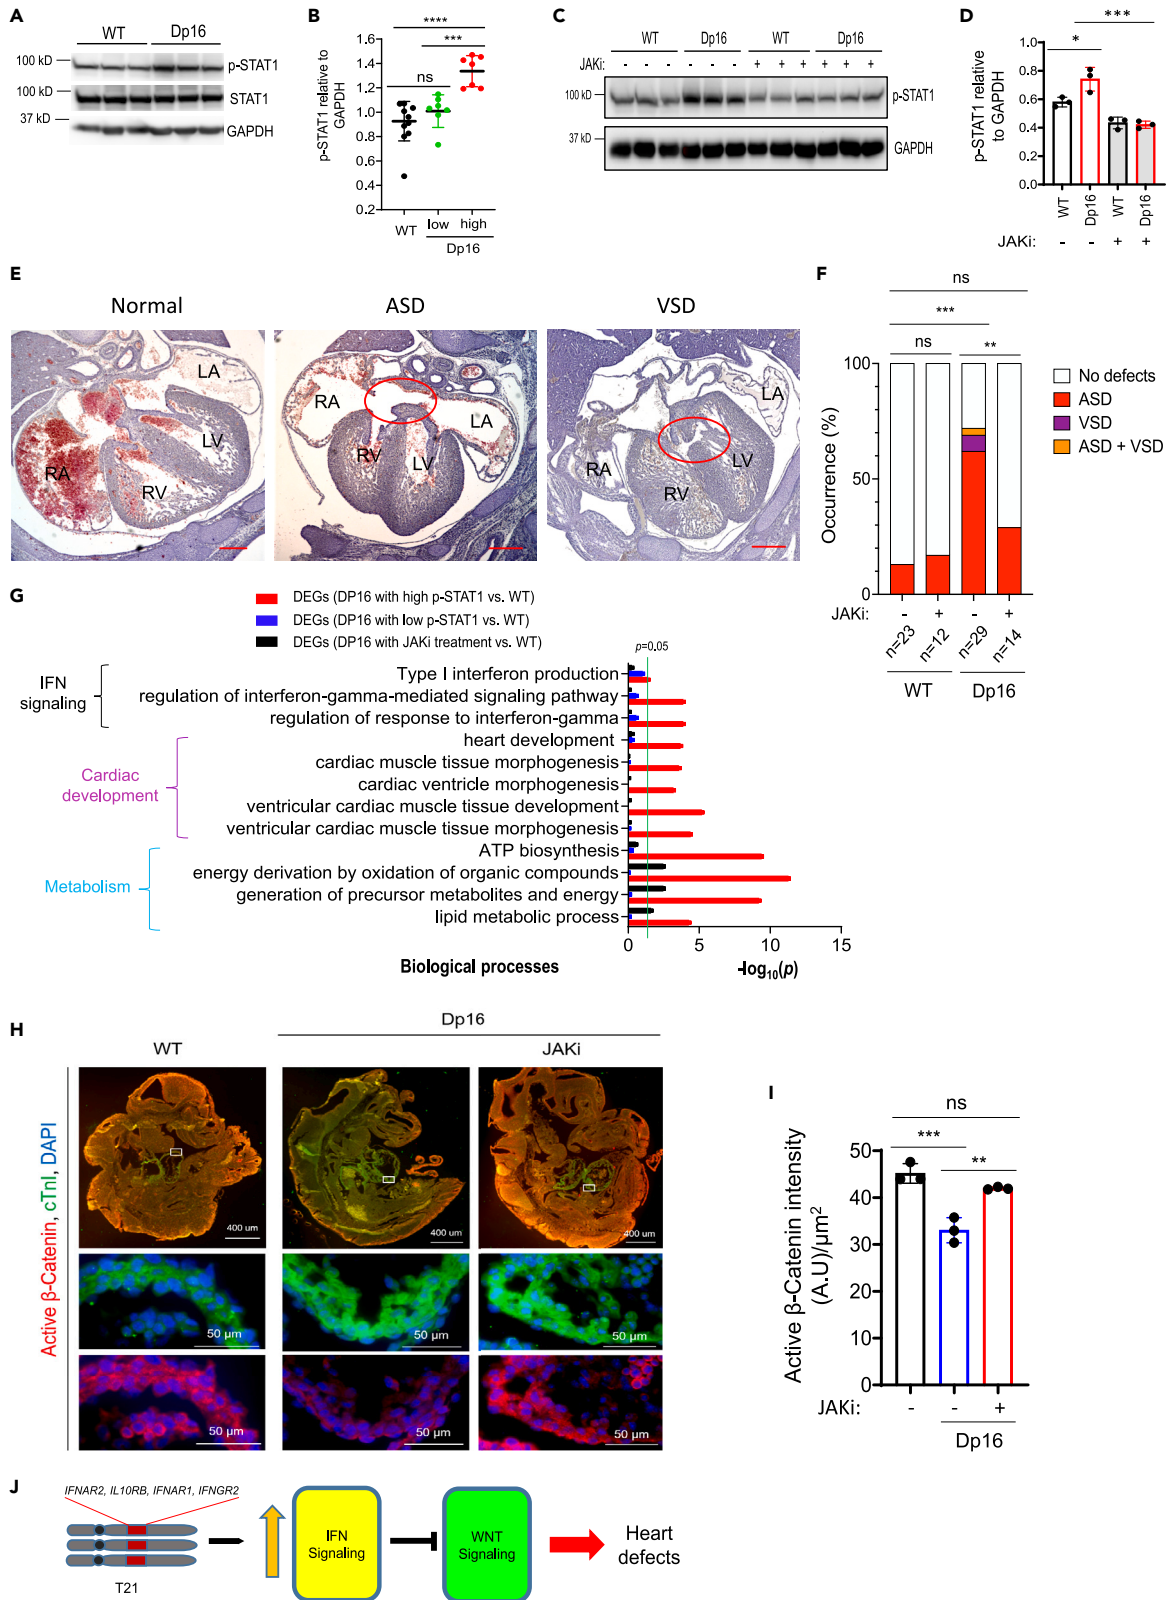 A
WT Dp16
100 kD
p-STAT1
100 kD
STAT1
37 kD
GAPDH
B
****
***
ns
p-STAT1 relative to
GAPDH
1.6
1.4
1.2
1.0
0.8
0.6
0.4
0.2
WT
low high
Dp16
C
WT Dp16 WT Dp16
JAKi: - - - - - - + + + + + +
100 kD
p-STAT1
37 kD
GAPDH
D
***
*
p-STAT1 relative
to GAPDH
1.0
0.8
0.6
0.4
0.2
0.0
WT Dp16 WT Dp16
JAKi: - - + +
E
Normal ASD VSD
LA
RA
LV
RV
RA
LA
RV
LV
LA
RA
LV
RV
F
ns
***
ns **
Occurrence (%)
100
50
0
JAKi: - + - +
n=23 n=12 n=29 n=14
WT Dp16
No defects
ASD
VSD
ASD + VSD
G
DEGs (DP16 with high p-STAT1 vs. WT)
DEGs (DP16 with low p-STAT1 vs. WT)
DEGs (DP16 with JAKi treatment vs. WT)
p=0.05
IFN
signaling
Type I interferon production
regulation of interferon-gamma-mediated signaling pathway
regulation of response to interferon-gamma
Cardiac
development
heart development
cardiac muscle tissue morphogenesis
cardiac ventricle morphogenesis
ventricular cardiac muscle tissue development
ventricular cardiac muscle tissue morphogenesis
Metabolism
ATP biosynthesis
energy derivation by oxidation of organic compounds
generation of precursor metabolites and energy
lipid metabolic process
0 5 10 15
Biological processes
-log10(p)
H
Dp16
WT JAKi
Active β-Catenin, cTnI, DAPI
400 um
400 um
400 um
50 µm
50 µm
50 µm
50 µm
50 µm
50 µm
I
ns
***
**
Active β-Catenin intensity
(A.U)/µm²
50
40
30
20
10
0
JAKi: - - +
Dp16
J
IFNAR2, IL10RB, IFNAR1, IFNGR2
T21
IFN
Signaling
WNT
Signaling
Heart
defects